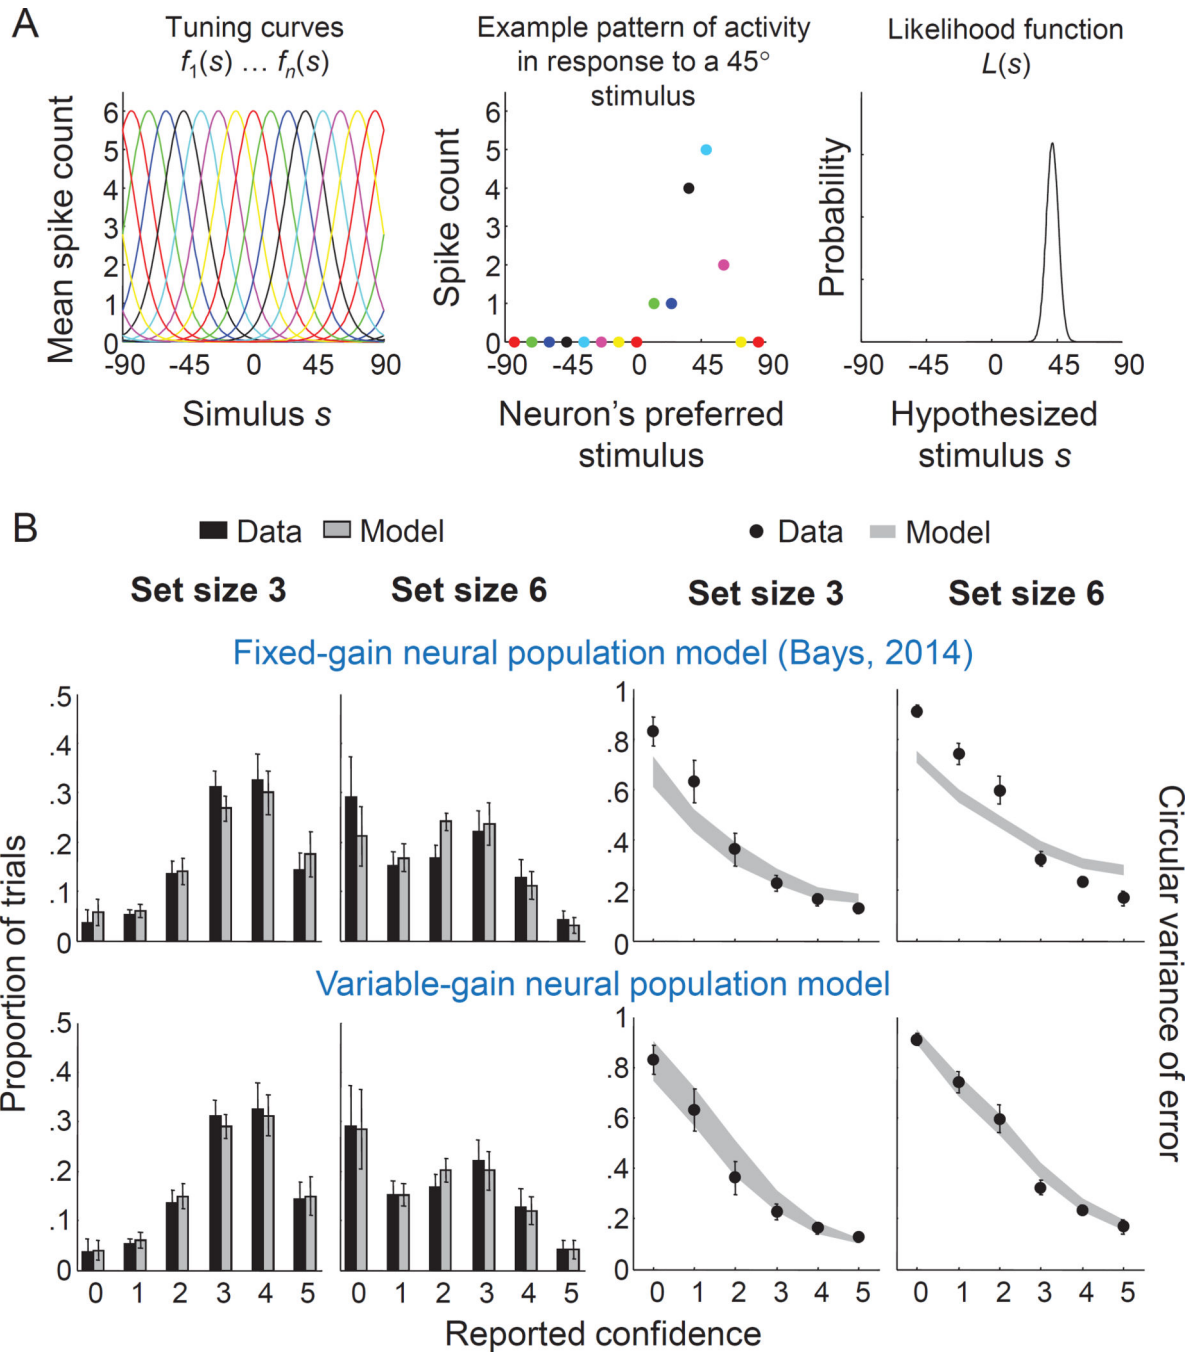 A
Tuning curves
f1(s) … fn(s)
Mean spike count
6
5
4
3
2
1
0
-90 -45 0 45 90
Simulus s
Example pattern of activity
in response to a 45°
stimulus
Spike count
6
5
4
3
2
1
0
-90 -45 0 45 90
Neuron's preferred
stimulus
Likelihood function
L(s)
Probability
-90 -45 0 45 90
Hypothesized
stimulus s
B
Data Model
Data Model
Set size 3 Set size 6 Set size 3 Set size 6
Fixed-gain neural population model (Bays, 2014)
Proportion of trials
.5
.4
.3
.2
.1
0
1
.8
.6
.4
.2
0
Circular variance of error
Variable-gain neural population model
.5
.4
.3
.2
.1
0
1
.8
.6
.4
.2
0
0 1 2 3 4 5 0 1 2 3 4 5 0 1 2 3 4 5 0 1 2 3 4 5
Reported confidence